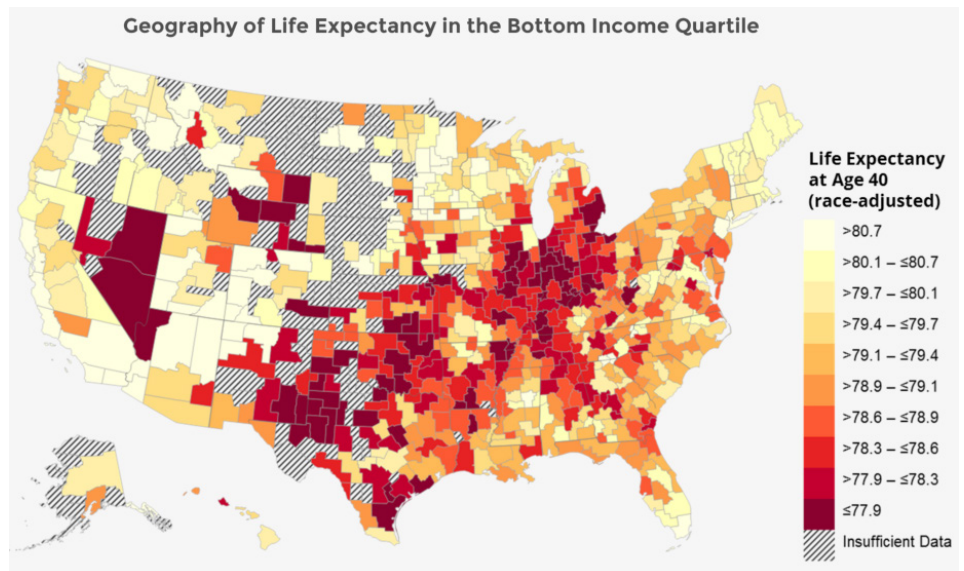 Geography of Life Expectancy in the Bottom Income Quartile
Life Expectancy
at Age 40
(race-adjusted)
>80.7
>80.1 – ≤80.7
>79.7 – ≤80.1
>79.4 – ≤79.7
>79.1 – ≤79.4
>78.9 – ≤79.1
>78.6 – ≤78.9
>78.3 – ≤78.6
>77.9 – ≤78.3
≤77.9
Insufficient Data